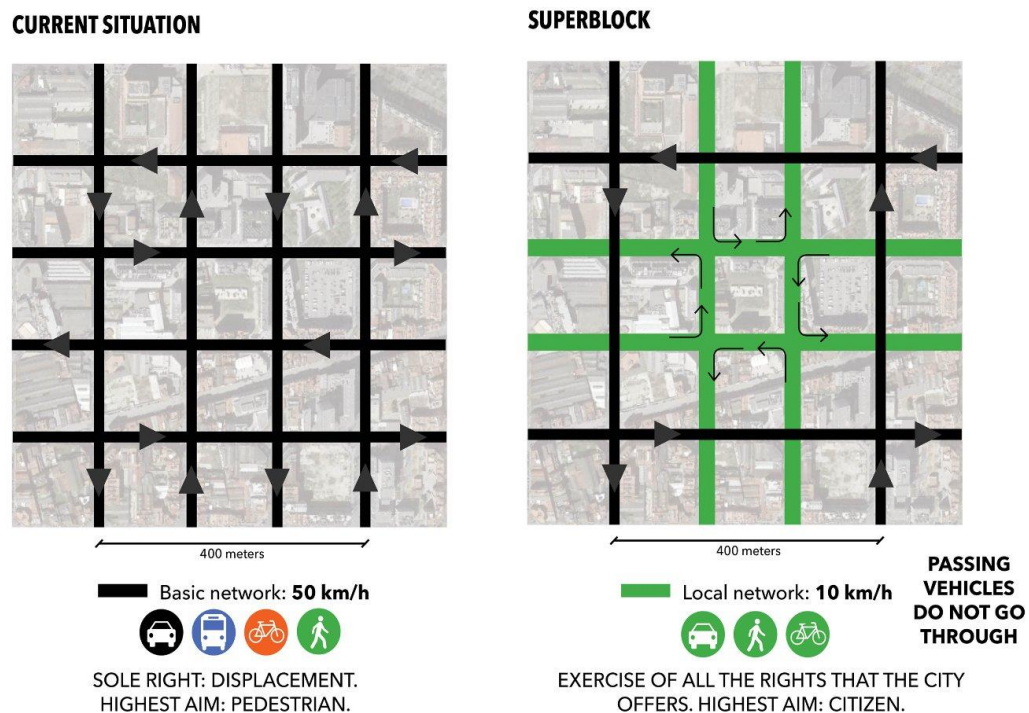 CURRENT SITUATION
400 meters
Basic network: 50 km/h
SOLE RIGHT: DISPLACEMENT.
HIGHEST AIM: PEDESTRIAN.
SUPERBLOCK
400 meters
Local network: 10 km/h
PASSING
VEHICLES
DO NOT GO
THROUGH
EXERCISE OF ALL THE RIGHTS THAT THE CITY
OFFERS. HIGHEST AIM: CITIZEN.